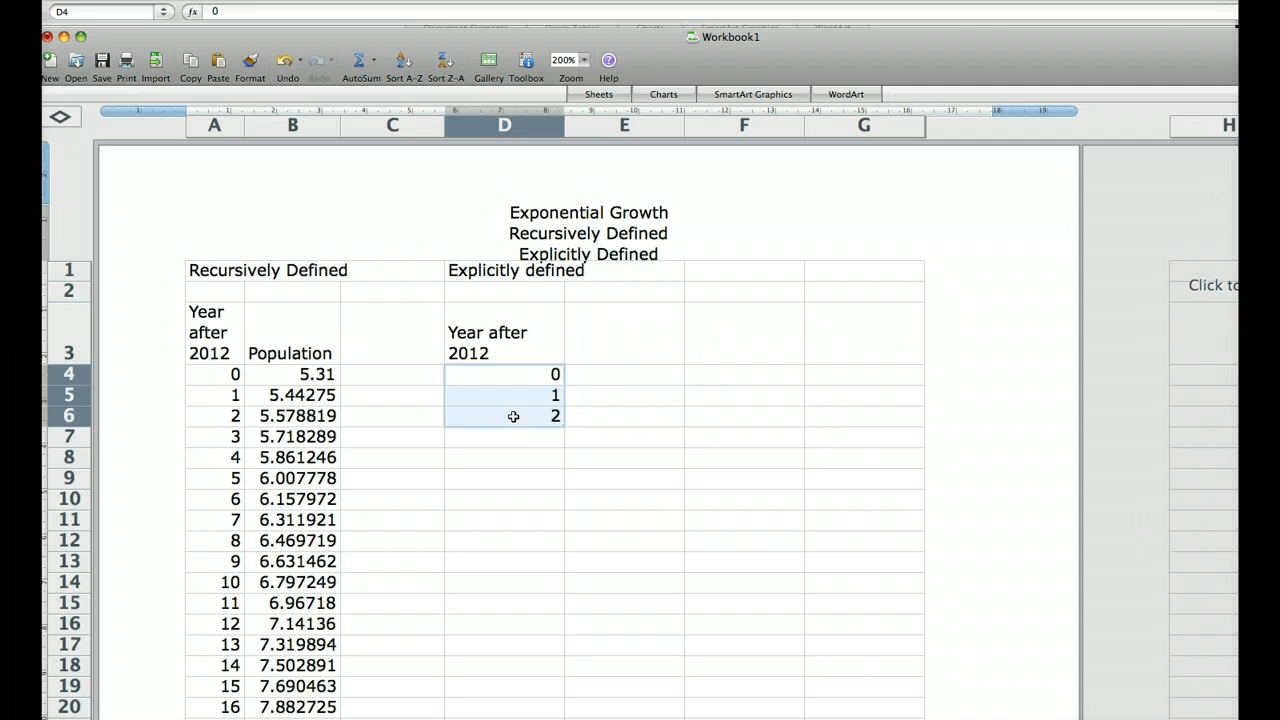 D4 fx 0
Workbook1
New Open Save Print Import Copy Paste Format Undo Redo AutoSum Sort A-Z Sort Z-A Gallery Toolbox 200% Zoom Help
Sheets Charts SmartArt Graphics WordArt
A B C D E F G H
Exponential Growth
Recursively Defined
Explicitly Defined
1 Recursively Defined Explicitly defined
2 Click to
Year
after Year after
3 2012 Population 2012
4 0 5.31 0
5 1 5.44275 1
6 2 5.578819 2
7 3 5.718289
8 4 5.861246
9 5 6.007778
10 6 6.157972
11 7 6.311921
12 8 6.469719
13 9 6.631462
14 10 6.797249
15 11 6.96718
16 12 7.14136
17 13 7.319894
18 14 7.502891
19 15 7.690463
20 16 7.882725